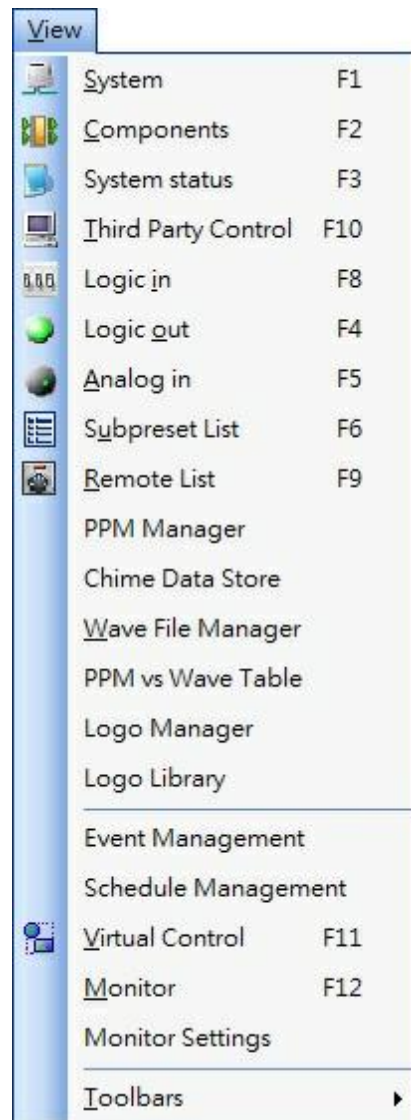 View
System F1
Components F2
System status F3
Third Party Control F10
Logic in F8
Logic out F4
Analog in F5
Subpreset List F6
Remote List F9
PPM Manager
Chime Data Store
Wave File Manager
PPM vs Wave Table
Logo Manager
Logo Library
Event Management
Schedule Management
Virtual Control F11
Monitor F12
Monitor Settings
Toolbars